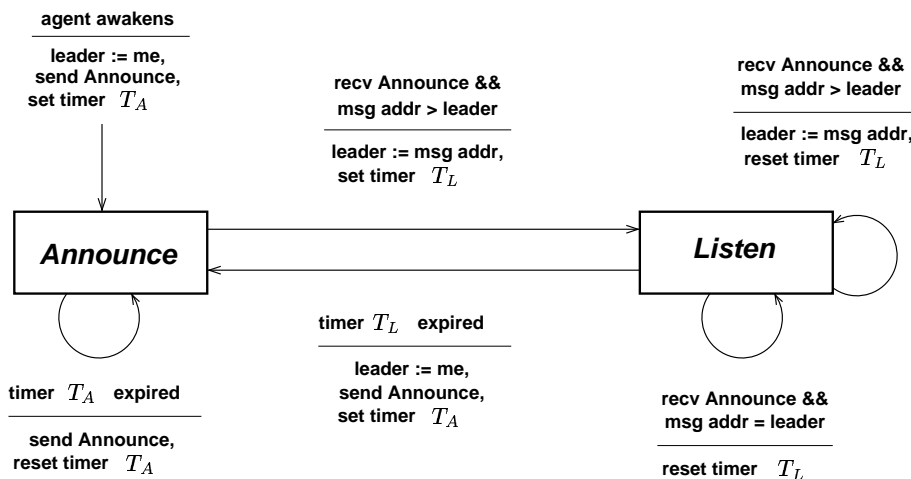 agent awakens
leader := me,
send Announce,
set timer T_A
recv Announce &&
msg addr > leader
leader := msg addr,
set timer T_L
recv Announce &&
msg addr > leader
leader := msg addr,
reset timer T_L
Announce
Listen
timer T_A expired
send Announce,
reset timer T_A
timer T_L expired
leader := me,
send Announce,
set timer T_A
recv Announce &&
msg addr = leader
reset timer T_L